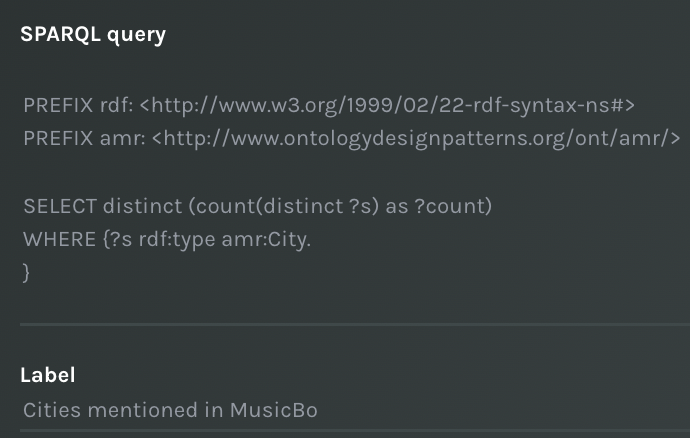 SPARQL query
PREFIX rdf: <http://www.w3.org/1999/02/22-rdf-syntax-ns#>
PREFIX amr: <http://www.ontologydesignpatterns.org/ont/amr/>
SELECT distinct (count(distinct ?s) as ?count)
WHERE {?s rdf:type amr:City.
}
Label
Cities mentioned in MusicBo